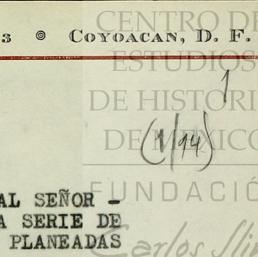 3 ⊙ COYOACAN, D. F.
CENTRO DE
ESTUDIOS
DE HISTORIA
DE MÉXICO
FUNDACIÓN
Carlos Slim
1
(1/14)
AL SEÑOR -
A SERIE DE
PLANEADAS